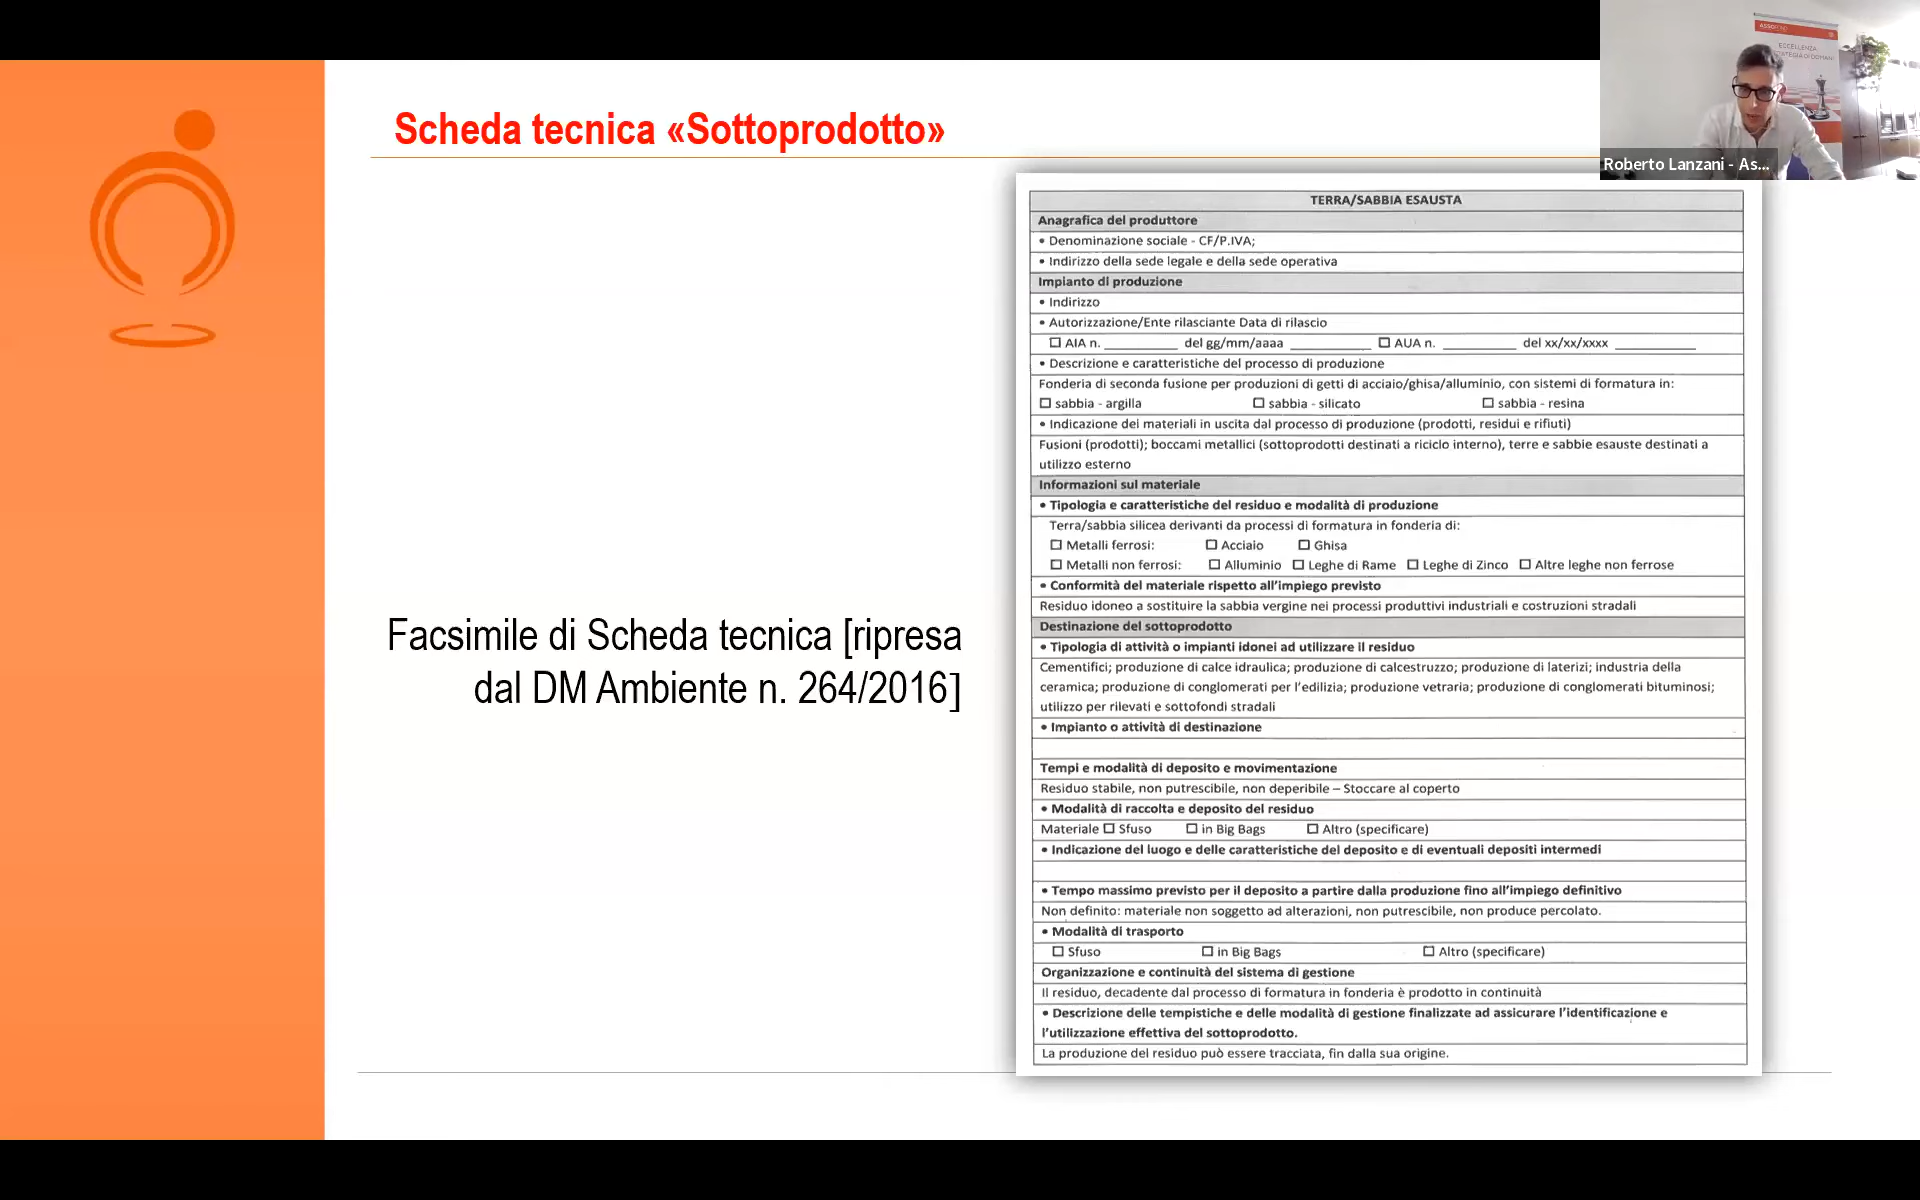 Scheda tecnica «Sottoprodotto»
ECCELLENZA
Roberto Lanzani - As...
Facsimile di Scheda tecnica [ripresa
dal DM Ambiente n. 264/2016]
TERRA/SABBIA ESAUSTA
Anagrafica del produttore
• Denominazione sociale - CF/P.IVA;
• Indirizzo della sede legale e della sede operativa
Impianto di produzione
• Indirizzo
• Autorizzazione/Ente rilasciante Data di rilascio
☐ AIA n. __________ del gg/mm/aaaa __________ ☐ AUA n. __________ del xx/xx/xxxx __________
• Descrizione e caratteristiche del processo di produzione
Fonderia di seconda fusione per produzioni di getti di acciaio/ghisa/alluminio, con sistemi di formatura in:
☐ sabbia - argilla ☐ sabbia - silicato ☐ sabbia - resina
• Indicazione dei materiali in uscita dal processo di produzione (prodotti, residui e rifiuti)
Fusioni (prodotti); boccami metallici (sottoprodotti destinati a riciclo interno), terre e sabbie esauste destinati a
utilizzo esterno
Informazioni sul materiale
• Tipologia e caratteristiche del residuo e modalità di produzione
Terra/sabbia silicea derivanti da processi di formatura in fonderia di:
☐ Metalli ferrosi: ☐ Acciaio ☐ Ghisa
☐ Metalli non ferrosi: ☐ Alluminio ☐ Leghe di Rame ☐ Leghe di Zinco ☐ Altre leghe non ferrose
• Conformità del materiale rispetto all'impiego previsto
Residuo idoneo a sostituire la sabbia vergine nei processi produttivi industriali e costruzioni stradali
Destinazione del sottoprodotto
• Tipologia di attività o impianti idonei ad utilizzare il residuo
Cementifici; produzione di calce idraulica; produzione di calcestruzzo; produzione di laterizi; industria della
ceramica; produzione di conglomerati per l'edilizia; produzione vetraria; produzione di conglomerati bituminosi;
utilizzo per rilevati e sottofondi stradali
• Impianto o attività di destinazione
Tempi e modalità di deposito e movimentazione
Residuo stabile, non putrescibile, non deperibile – Stoccare al coperto
• Modalità di raccolta e deposito del residuo
Materiale ☐ Sfuso ☐ in Big Bags ☐ Altro (specificare)
• Indicazione del luogo e delle caratteristiche del deposito e di eventuali depositi intermedi
• Tempo massimo previsto per il deposito a partire dalla produzione fino all'impiego definitivo
Non definito: materiale non soggetto ad alterazioni, non putrescibile, non produce percolato.
• Modalità di trasporto
☐ Sfuso ☐ in Big Bags ☐ Altro (specificare)
Organizzazione e continuità del sistema di gestione
Il residuo, decadente dal processo di formatura in fonderia è prodotto in continuità
• Descrizione delle tempistiche e delle modalità di gestione finalizzate ad assicurare l'identificazione e
l'utilizzazione effettiva del sottoprodotto.
La produzione del residuo può essere tracciata, fin dalla sua origine.